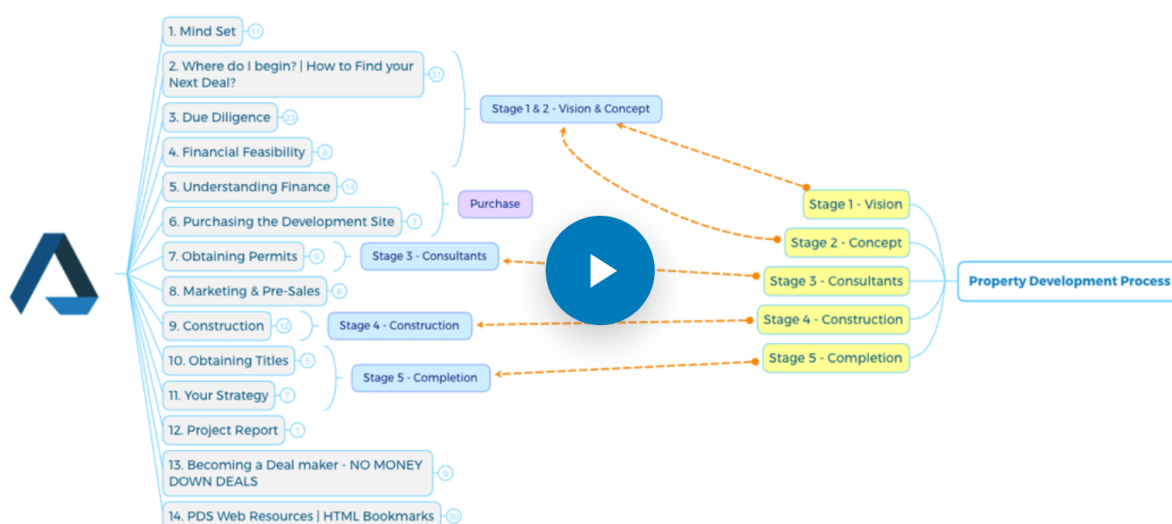 1. Mind Set 11
2. Where do I begin? | How to Find your
Next Deal? 31
3. Due Diligence
4. Financial Feasibility
5. Understanding Finance 14
6. Purchasing the Development Site 7
7. Obtaining Permits 9
8. Marketing & Pre-Sales 6
9. Construction 12
10. Obtaining Titles 5
11. Your Strategy 7
12. Project Report 1
13. Becoming a Deal maker - NO MONEY
DOWN DEALS 9
14. PDS Web Resources | HTML Bookmarks
Stage 1 & 2 - Vision & Concept
Purchase
Stage 3 - Consultants
Stage 4 - Construction
Stage 5 - Completion
Stage 1 - Vision
Stage 2 - Concept
Stage 3 - Consultants
Stage 4 - Construction
Stage 5 - Completion
Property Development Process